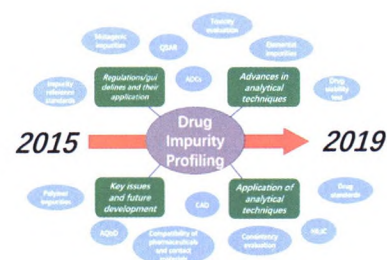 Toxicity
evaluation
Mutagenic
impurities
QSAR
Elemental
impurities
Impurity
reference
standards
Regulations/gui
delines and their
application
ADCs
Advances in
analytical
techniques
Drug
stability
test
2015
Drug
Impurity
Profiling
2019
Polymer
impurities
Key issues
and future
development
CAD
Application of
analytical
techniques
Drug
standards
AQbD
Compatibility of
pharmaceuticals
and contact
materials
Consistency
evaluation
HILIC